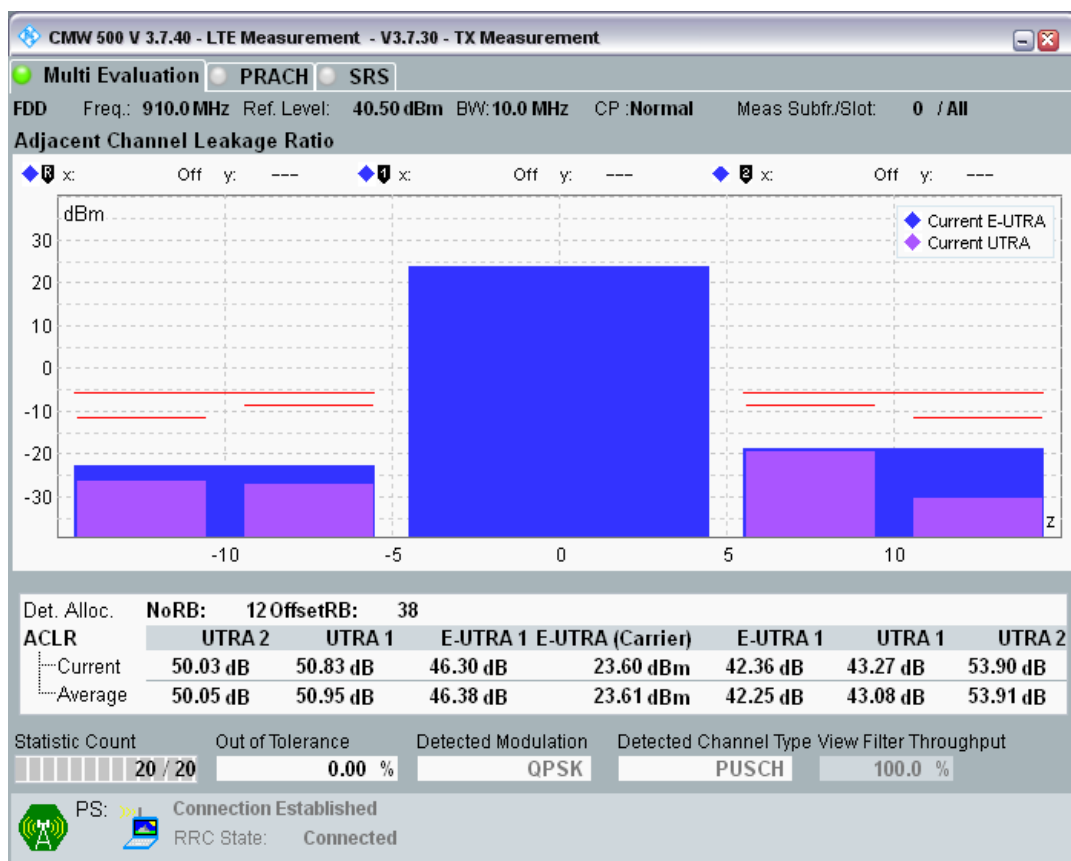 CMW 500 V 3.7.40 - LTE Measurement - V3.7.30 - TX Measurement
Multi Evaluation PRACH SRS
FDD Freq.: 910.0 MHz Ref. Level: 40.50 dBm BW: 10.0 MHz CP :Normal Meas Subfr./Slot: 0 / All
Adjacent Channel Leakage Ratio
R x: Off y: --- 1 x: Off y: --- 2 x: Off y: ---
dBm
Current E-UTRA
Current UTRA
30
20
10
0
-10
-20
-30
z
-10 -5 0 5 10
Det. Alloc. NoRB: 12 OffsetRB: 38
ACLR UTRA 2 UTRA 1 E-UTRA 1 E-UTRA (Carrier) E-UTRA 1 UTRA 1 UTRA 2
Current 50.03 dB 50.83 dB 46.30 dB 23.60 dBm 42.36 dB 43.27 dB 53.90 dB
Average 50.05 dB 50.95 dB 46.38 dB 23.61 dBm 42.25 dB 43.08 dB 53.91 dB
Statistic Count Out of Tolerance Detected Modulation Detected Channel Type View Filter Throughput
20 / 20 0.00 % QPSK PUSCH 100.0 %
PS: Connection Established
RRC State: Connected